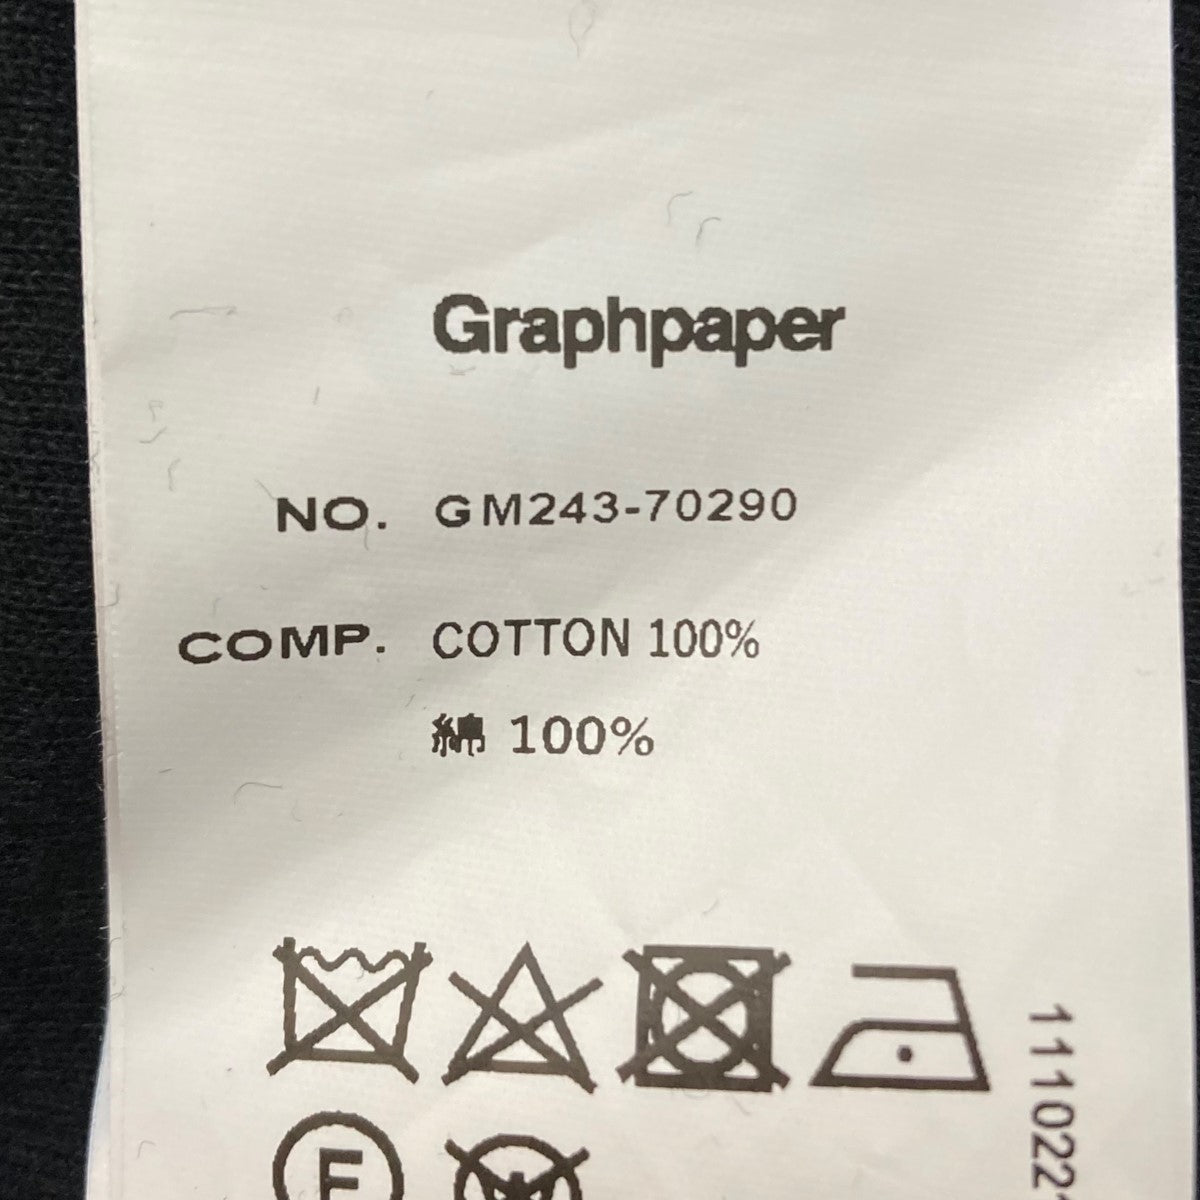 Graphpaper
NO. GM243-70290
COMP. COTTON 100%
綿 100%
F